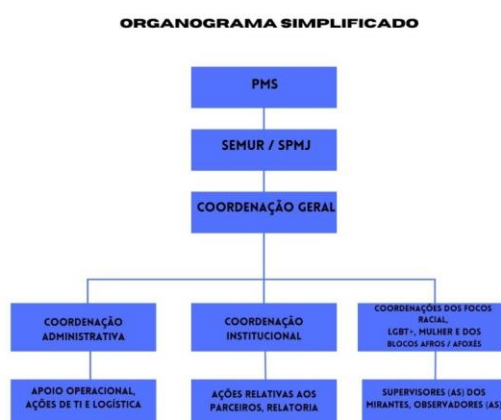 ORGANOGRAMA SIMPLIFICADO
PMS
SEMUR / SPMJ
COORDENAÇÃO GERAL
COORDENAÇÃO
ADMINISTRATIVA
COORDENAÇÃO
INSTITUCIONAL
COORDENAÇÕES DOS FOCOS
RACIAL,
LGBT+, MULHER E DOS
BLOCOS AFROS / AFOXÉS
APOIO OPERACIONAL,
AÇÕES DE TI E LOGÍSTICA
AÇÕES RELATIVAS AOS
PARCEIROS, RELATORIA
SUPERVISORES (AS) DOS
MIRANTES, OBSERVADORES (AS)